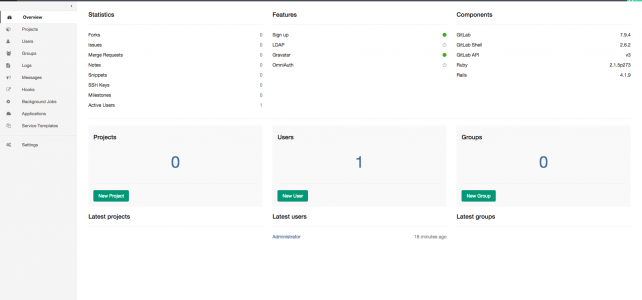 Overview
Projects
Users
Groups
Logs
Messages
Hooks
Background Jobs
Applications
Service Templates
Settings
Statistics
Forks 0
Issues 0
Merge Requests 0
Notes 0
Snippets 0
SSH Keys 0
Milestones 0
Active Users 1
Features
Sign up
LDAP
Gravatar
OmniAuth
Components
GitLab 7.9.4
GitLab Shell 2.6.2
GitLab API v3
Ruby 2.1.5p273
Rails 4.1.9
Projects
0
New Project
Users
1
New User
Groups
0
New Group
Latest projects
Latest users
Administrator 18 minutes ago
Latest groups